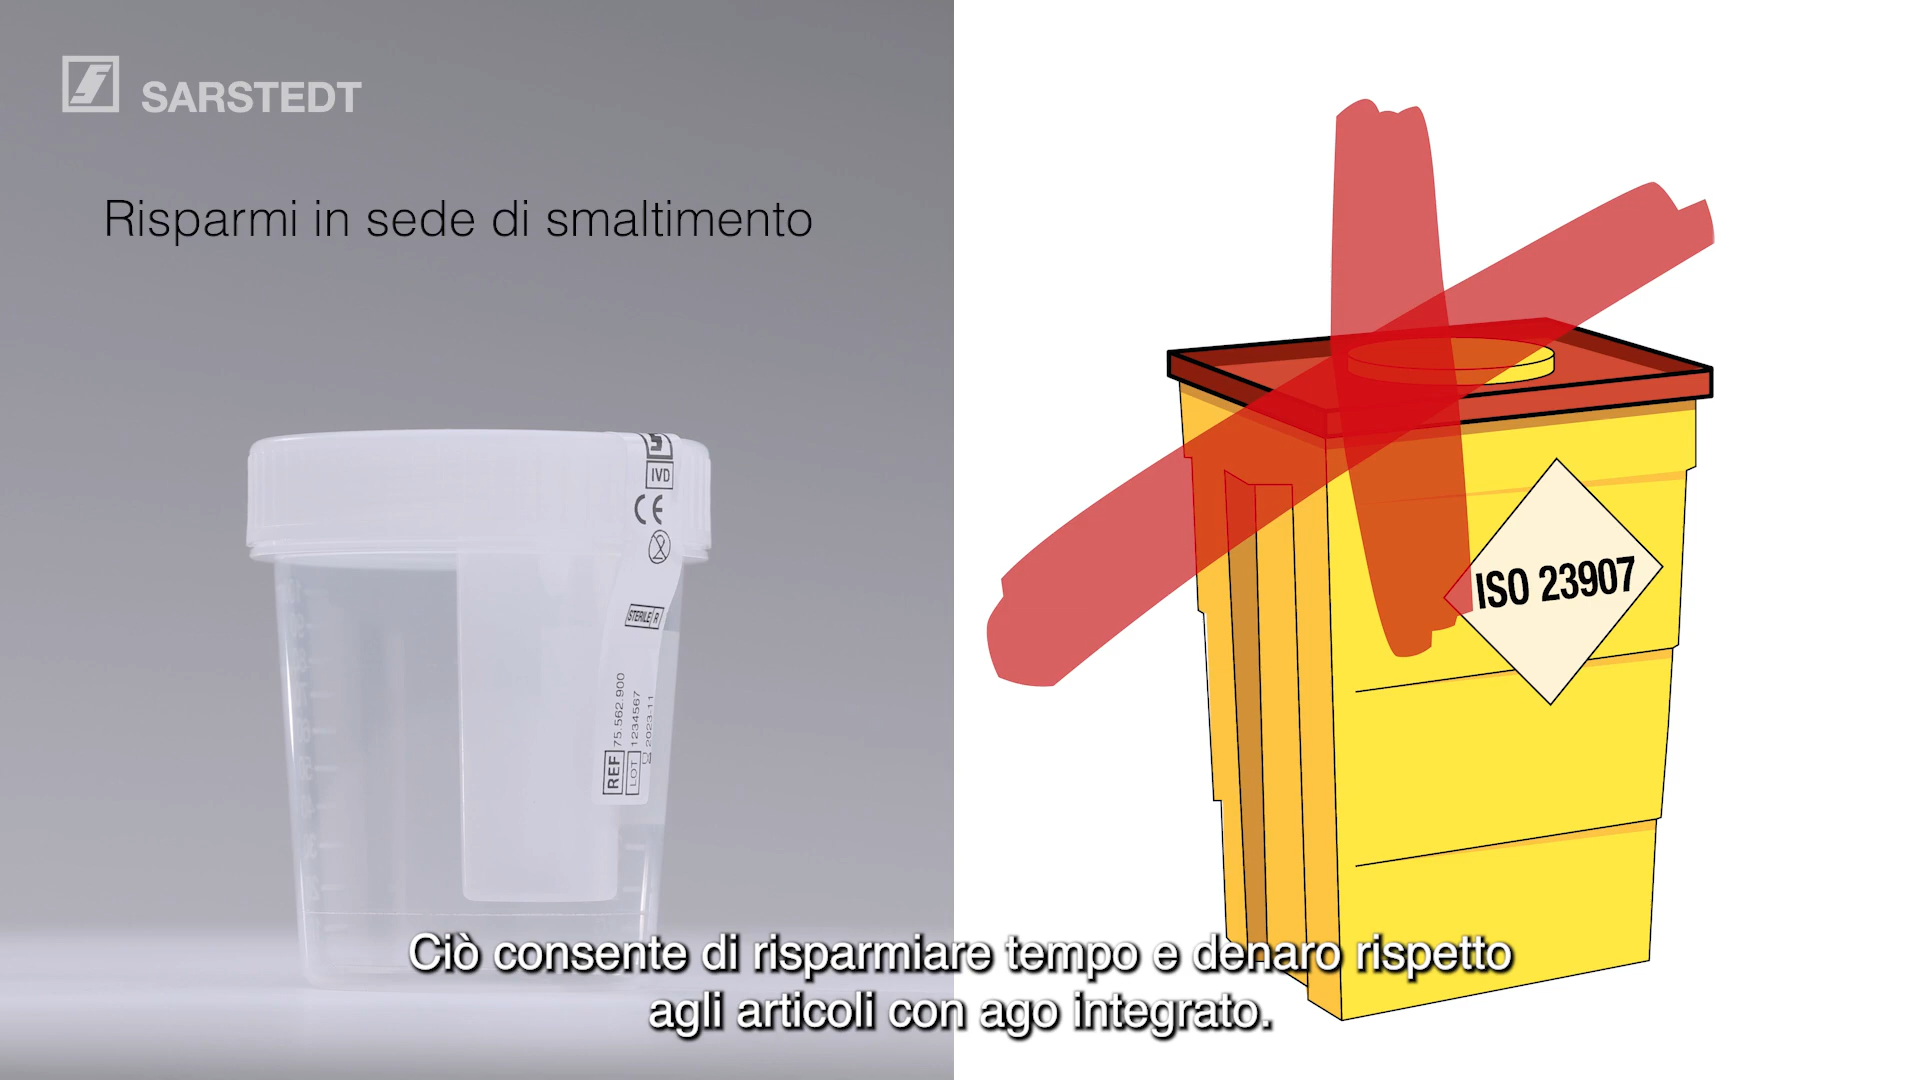 SARSTEDT
Risparmi in sede di smaltimento
IVD
CE
STERILE R
REF 75.562.900
LOT 1234567
2023-11
ISO 23907
Ciò consente di risparmiare tempo e denaro rispetto
agli articoli con ago integrato.